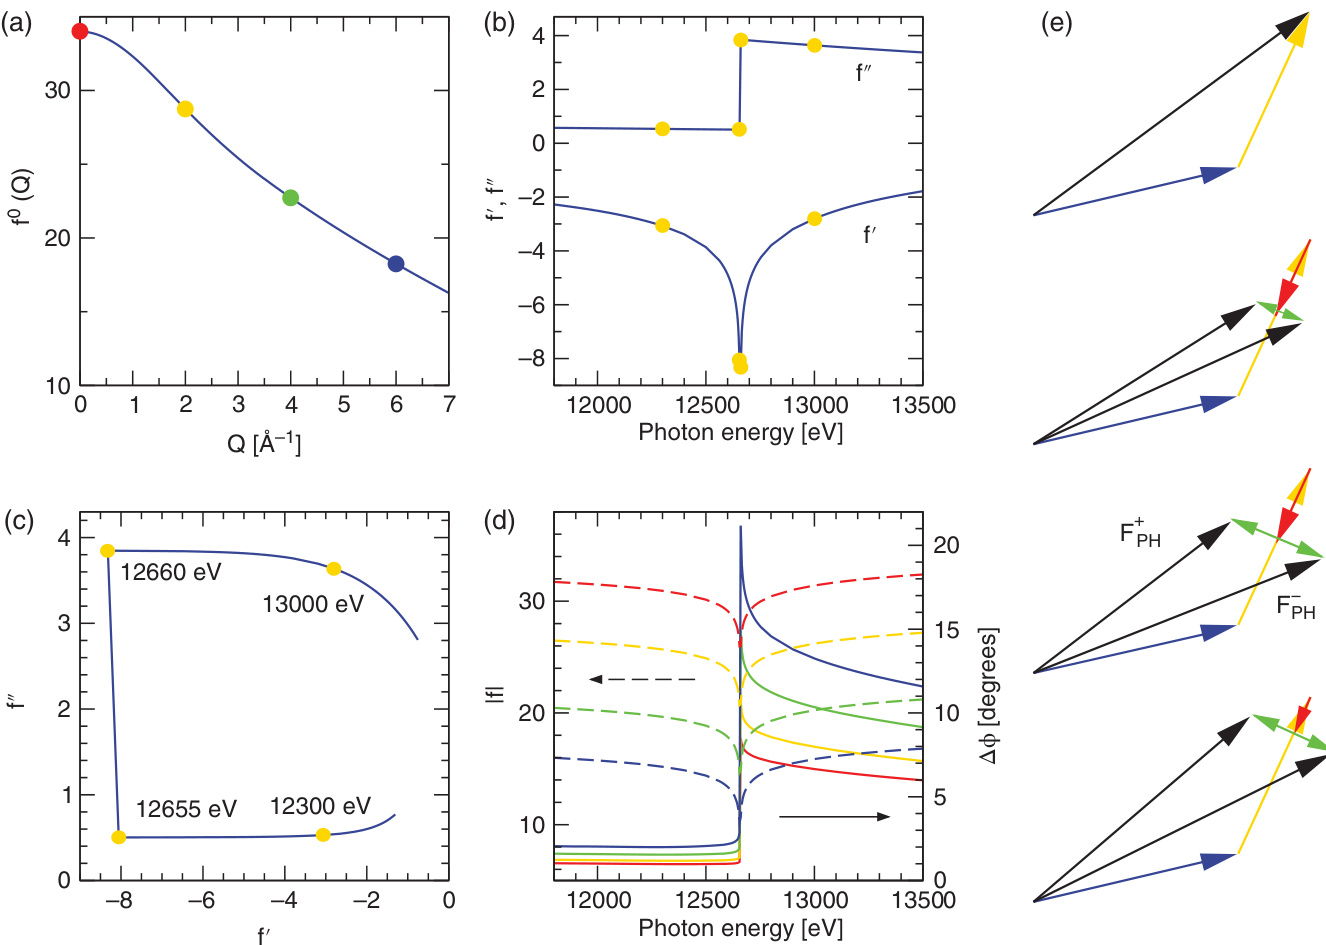 (a)
30
20
10
f⁰ (Q)
0 1 2 3 4 5 6 7
Q [Å⁻¹]
(b)
4
2
0
−2
−4
−6
−8
f′, f″
f″
f′
12000 12500 13000 13500
Photon energy [eV]
(c)
4
3
2
1
0
f″
12660 eV
13000 eV
12655 eV
12300 eV
−8 −6 −4 −2 0
f′
(d)
30
20
10
|f|
20
15
10
5
0
Δϕ [degrees]
12000 12500 13000 13500
Photon energy [eV]
(e)
F⁺PH
F⁻PH